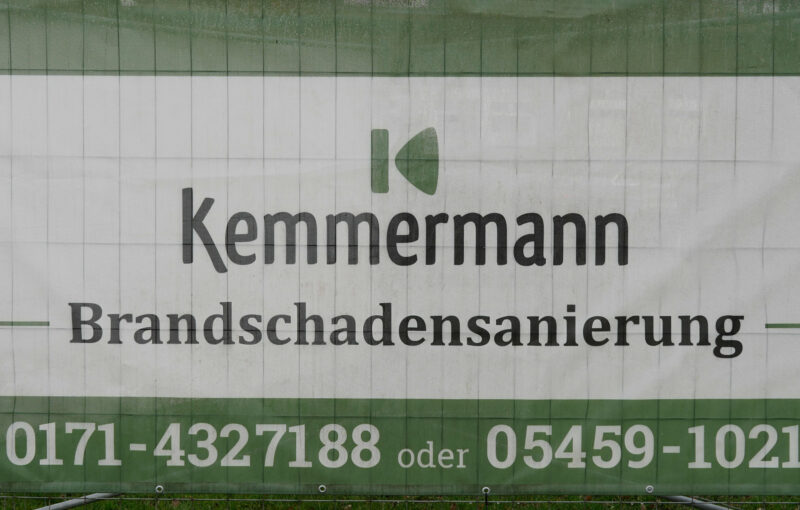 Kemmermann
Brandschadensanierung
0171-4327188 oder 05459-1021